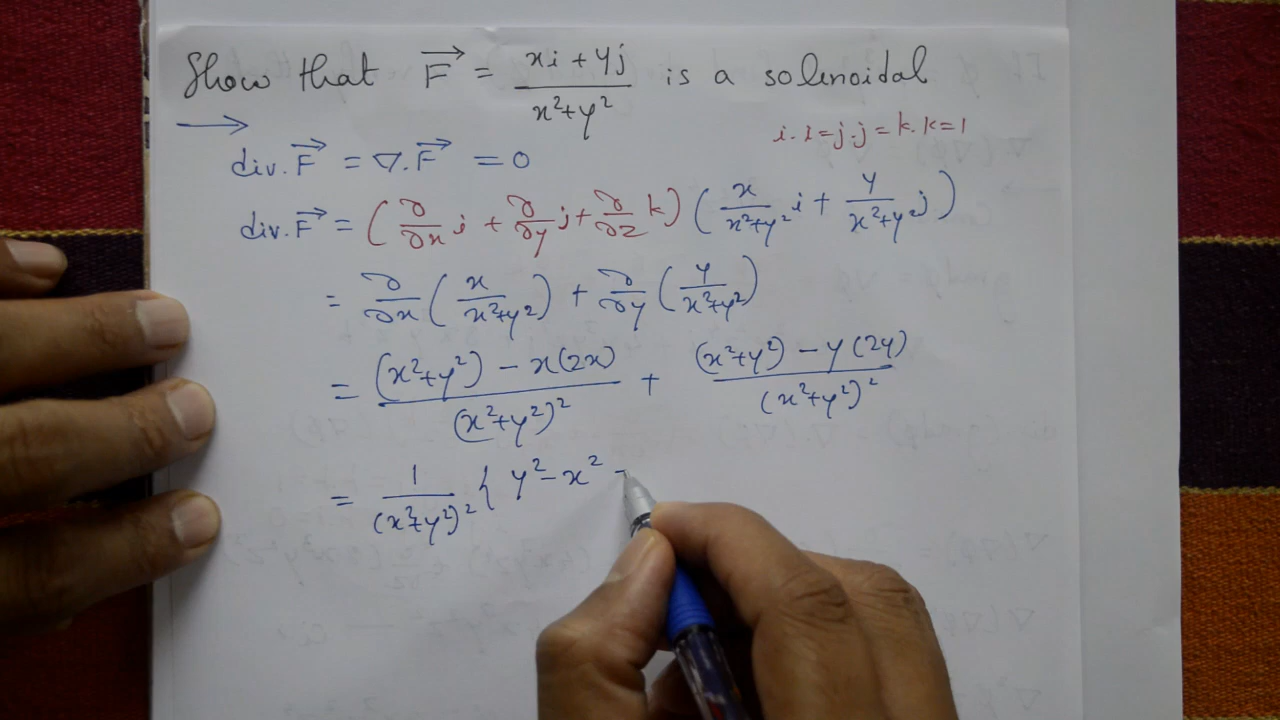 Show that F⃗ = (xi + yj)/(x²+y²) is a solenoidal
→
i.i = j.j = k.k = 1
div.F⃗ = ∇.F⃗ = 0
div.F⃗ = (∂/∂x i + ∂/∂y j + ∂/∂z k) (x/(x²+y²) i + y/(x²+y²) j)
= ∂/∂x (x/(x²+y²)) + ∂/∂y (y/(x²+y²))
= ((x²+y²) – x(2x))/(x²+y²)² + ((x²+y²) – y(2y))/(x²+y²)²
= 1/(x²+y²)² { y² – x²